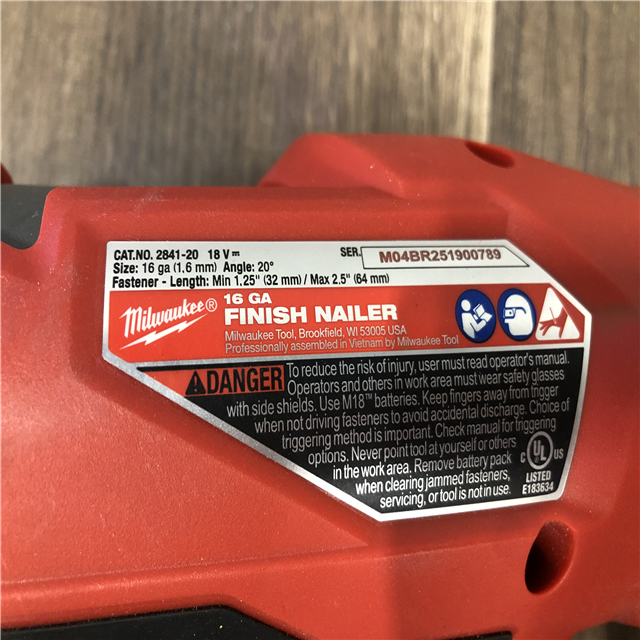 CAT.NO. 2841-20 18 V⎓ SER. M04BR251900789
Size: 16 ga (1,6 mm) Angle: 20°
Fastener - Length: Min 1.25" (32 mm) / Max 2.5" (64 mm)
Milwaukee®
16 GA
FINISH NAILER
Milwaukee Tool, Brookfield, WI 53005 USA
Professionally assembled in Vietnam by Milwaukee Tool
DANGER To reduce the risk of injury, user must read operator's manual.
Operators and others in work area must wear safety glasses
with side shields. Use M18™ batteries. Keep fingers away from trigger
when not driving fasteners to avoid accidental discharge. Choice of
triggering method is important. Check manual for triggering
options. Never point tool at yourself or others
in the work area. Remove battery pack
when clearing jammed fasteners,
servicing, or tool is not in use.
C UL US
LISTED
E183634